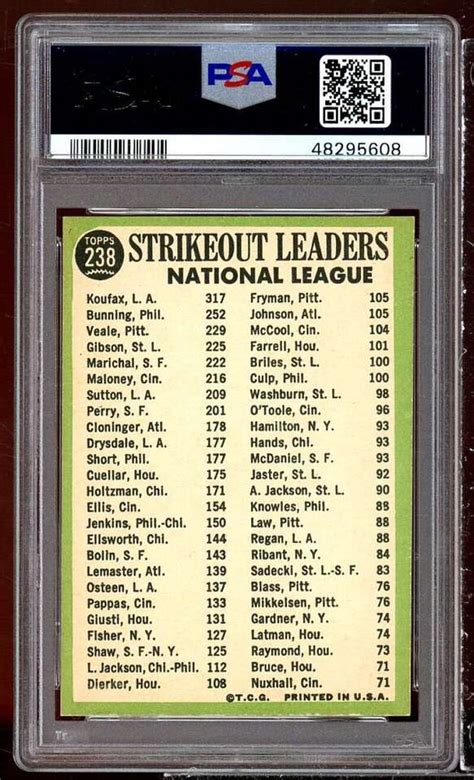 PSA
48295608
TOPPS
238
STRIKEOUT LEADERS
NATIONAL LEAGUE
Koufax, L. A. 317
Bunning, Phil. 252
Veale, Pitt. 229
Gibson, St. L. 225
Marichal, S. F. 222
Maloney, Cin. 216
Sutton, L. A. 209
Perry, S. F. 201
Cloninger, Atl. 178
Drysdale, L. A. 177
Short, Phil. 177
Cuellar, Hou. 175
Holtzman, Chi. 171
Ellis, Cin. 154
Jenkins, Phil.-Chi. 150
Ellsworth, Chi. 144
Bolin, S. F. 143
Lemaster, Atl. 139
Osteen, L. A. 137
Pappas, Cin. 133
Giusti, Hou. 131
Fisher, N. Y. 127
Shaw, S. F.-N. Y. 125
L. Jackson, Chi.-Phil. 112
Dierker, Hou. 108
Fryman, Pitt. 105
Johnson, Atl. 105
McCool, Cin. 104
Farrell, Hou. 101
Briles, St. L. 100
Culp, Phil. 100
Washburn, St. L. 98
O'Toole, Cin. 96
Hamilton, N. Y. 93
Hands, Chi. 93
McDaniel, S. F. 93
Jaster, St. L. 92
A. Jackson, St. L. 90
Knowles, Phil. 88
Law, Pitt. 88
Regan, L. A. 88
Ribant, N. Y. 84
Sadecki, St. L.-S. F. 83
Blass, Pitt. 76
Mikkelsen, Pitt. 76
Gardner, N. Y. 74
Latman, Hou. 74
Raymond, Hou. 73
Bruce, Hou. 71
Nuxhall, Cin. 71
©T.C.G. PRINTED IN U.S.A.
PSA